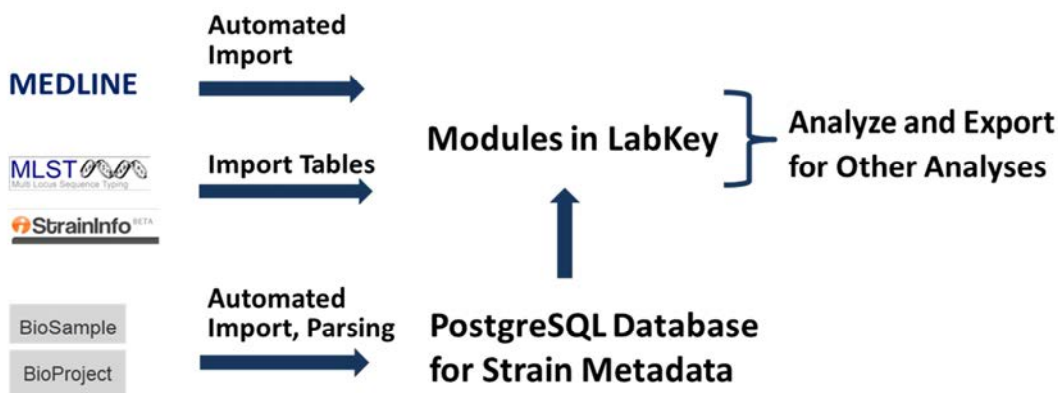 Automated
Import
MEDLINE
Modules in LabKey
Analyze and Export
for Other Analyses
MLST
Multi Locus Sequence Typing
Import Tables
StrainInfo BETA
Automated
Import, Parsing
BioSample
BioProject
PostgreSQL Database
for Strain Metadata